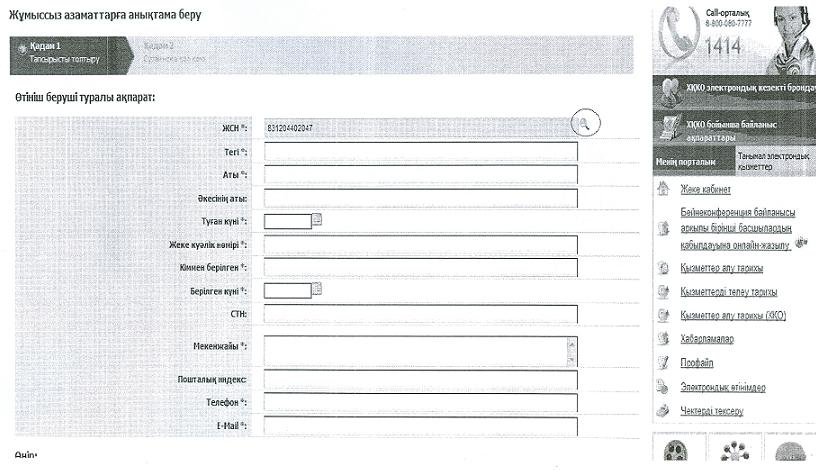 Жұмыссыз азаматтарға анықтама беру
Қадам 1
Тапсырысты толтыру
Қадам 2
Өтініш беруші туралы ақпарат:
ЖСН *:
831204402047
Тегі *:
Аты *:
Әкесінің аты:
Туған күні *:
Жеке куәлік нөмірі *:
Кімнен берілген *:
Берілген күні *:
СТН:
Мекенжайы *:
Пошталық индекс:
Телефон *:
E-Mail *:
Өңір:
Call-орталық
8-800-080-7777
1414
ХҚКО электрондық кезекті брондау
ХҚКО бойынша байланыс
ақпараттары
Менің порталым
Танымал электрондық
қызметтер
Жеке кабинет
Бейнеконференция байланысы
арқылы бірінші басшылардың
қабылдауына онлайн-жазылу
Қызметтер алу тарихы
Қызметтерді төлеу тарихы
Қызметтер алу тарихы (ХҚО)
Хабарламалар
Профайл
Электрондық өтінімдер
Чектерді тексеру